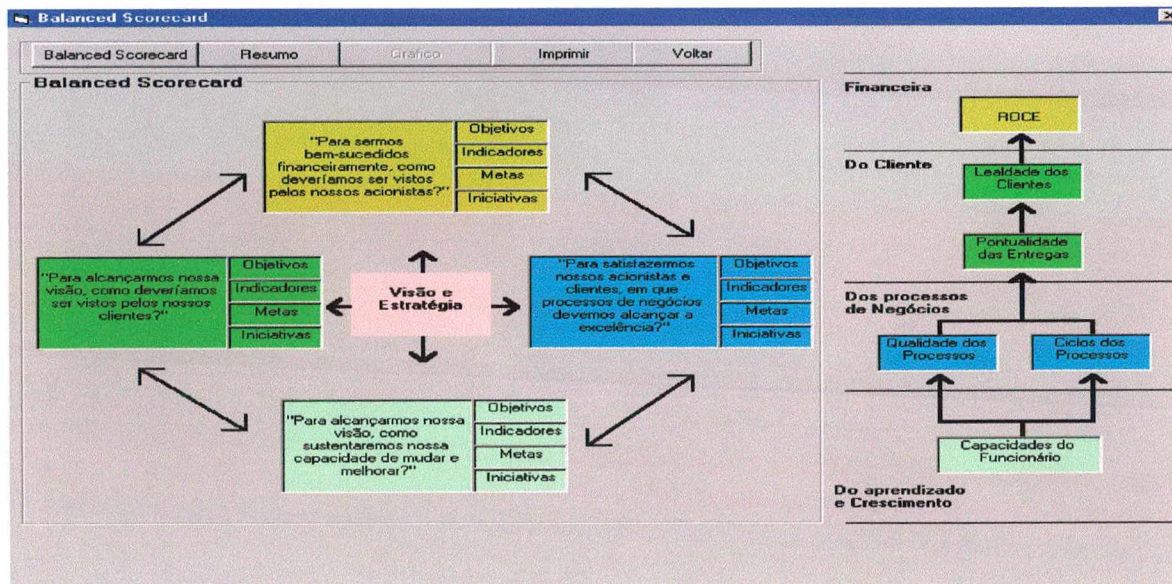 Balanced Scorecard
Balanced Scorecard
Resumo
Gráfico
Imprimir
Voltar
Balanced Scorecard
"Para sermos
bem-sucedidos
financeiramente, como
deveríamos ser vistos
pelos nossos acionistas?"
Objetivos
Indicadores
Metas
Iniciativas
"Para alcançarmos nossa
visão, como deveríamos
ser vistos pelos nossos
clientes?"
Objetivos
Indicadores
Metas
Iniciativas
Visão e
Estratégia
"Para satisfazermos
nossos acionistas e
clientes, em que
processos de negócios
devemos alcançar a
excelência?"
Objetivos
Indicadores
Metas
Iniciativas
"Para alcançarmos nossa
visão, como
sustentaremos nossa
capacidade de mudar e
melhorar?"
Objetivos
Indicadores
Metas
Iniciativas
Financeira
ROCE
Do Cliente
Lealdade dos
Clientes
Pontualidade
das Entregas
Dos processos
de Negócios
Qualidade dos
Processos
Ciclos dos
Processos
Capacidades do
Funcionário
Do aprendizado
e Crescimento